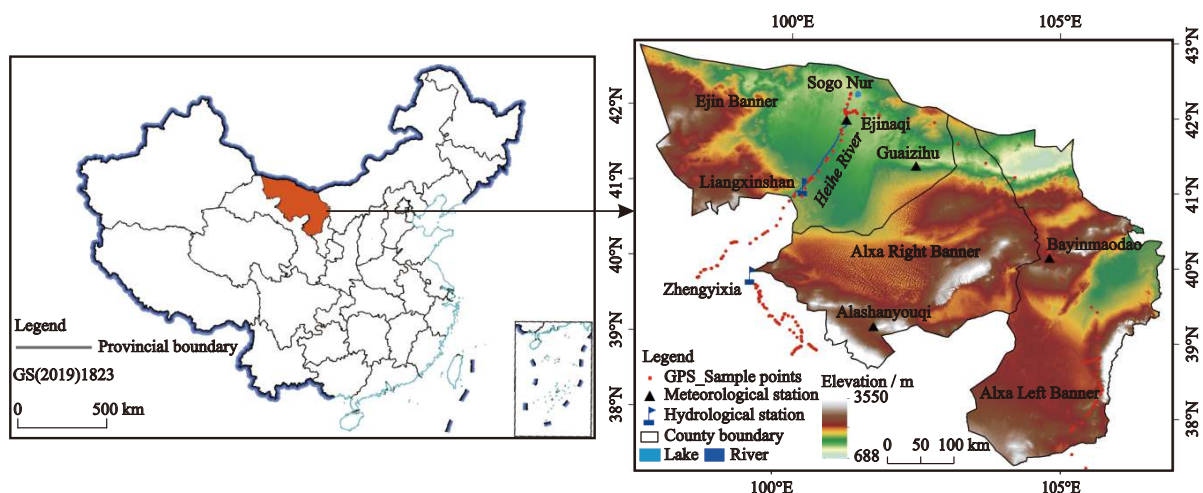 Legend
Provincial boundary
GS(2019)1823
0 500 km
100°E 105°E
43°N
42°N
41°N
40°N
39°N
38°N
42°N
41°N
40°N
39°N
38°N
100°E 105°E
Sogo Nur
Ejin Banner
Ejinaqi
Guaizihu
Heihe River
Liangxinshan
Alxa Right Banner
Bayinmaodao
Zhengyixia
Alashanyouqi
Alxa Left Banner
Legend
GPS_Sample points
Meteorological station
Hydrological station
County boundary
Lake River
Elevation / m
3550
688
0 50 100 km